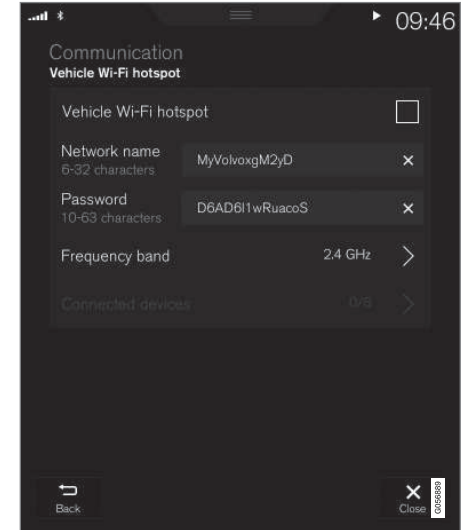 09:46
Communication
Vehicle Wi-Fi hotspot
Vehicle Wi-Fi hotspot
Network name
6-32 characters
MyVolvoxgM2yD
Password
10-63 characters
D6AD6l1wRuacoS
Frequency band
2.4 GHz
Connected devices
0/8
Back
Close
G056889